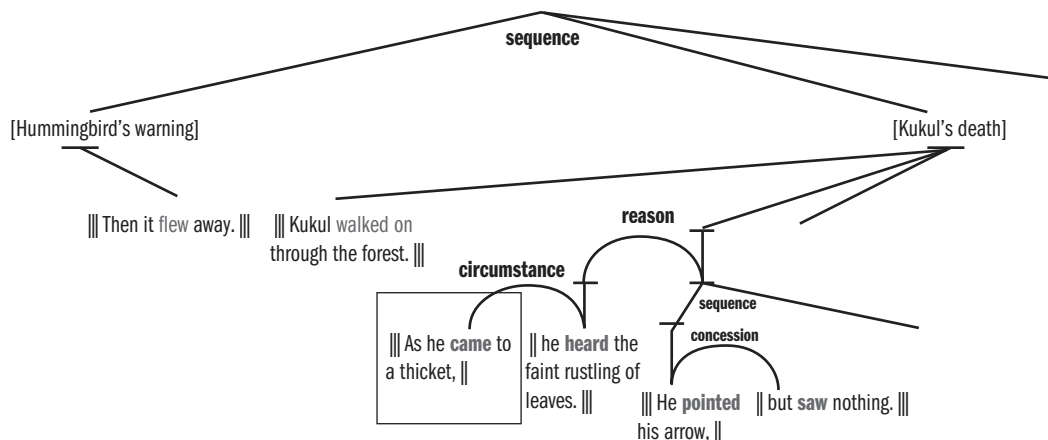 sequence
[Hummingbird's warning]
[Kukul's death]
||| Then it flew away. |||
||| Kukul walked on
through the forest. |||
reason
circumstance
sequence
concession
||| As he came to
a thicket, ||
|| he heard the
faint rustling of
leaves. |||
||| He pointed
his arrow, ||
|| but saw nothing. |||